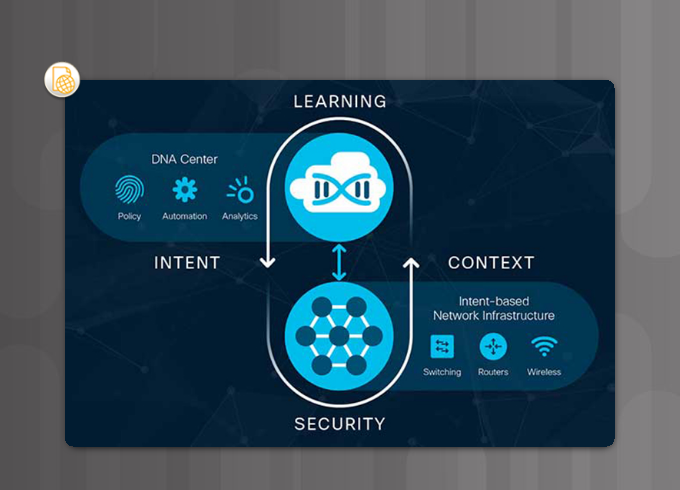 LEARNING
DNA Center
Policy Automation Analytics
INTENT
CONTEXT
Intent-based
Network Infrastructure
Switching Routers Wireless
SECURITY